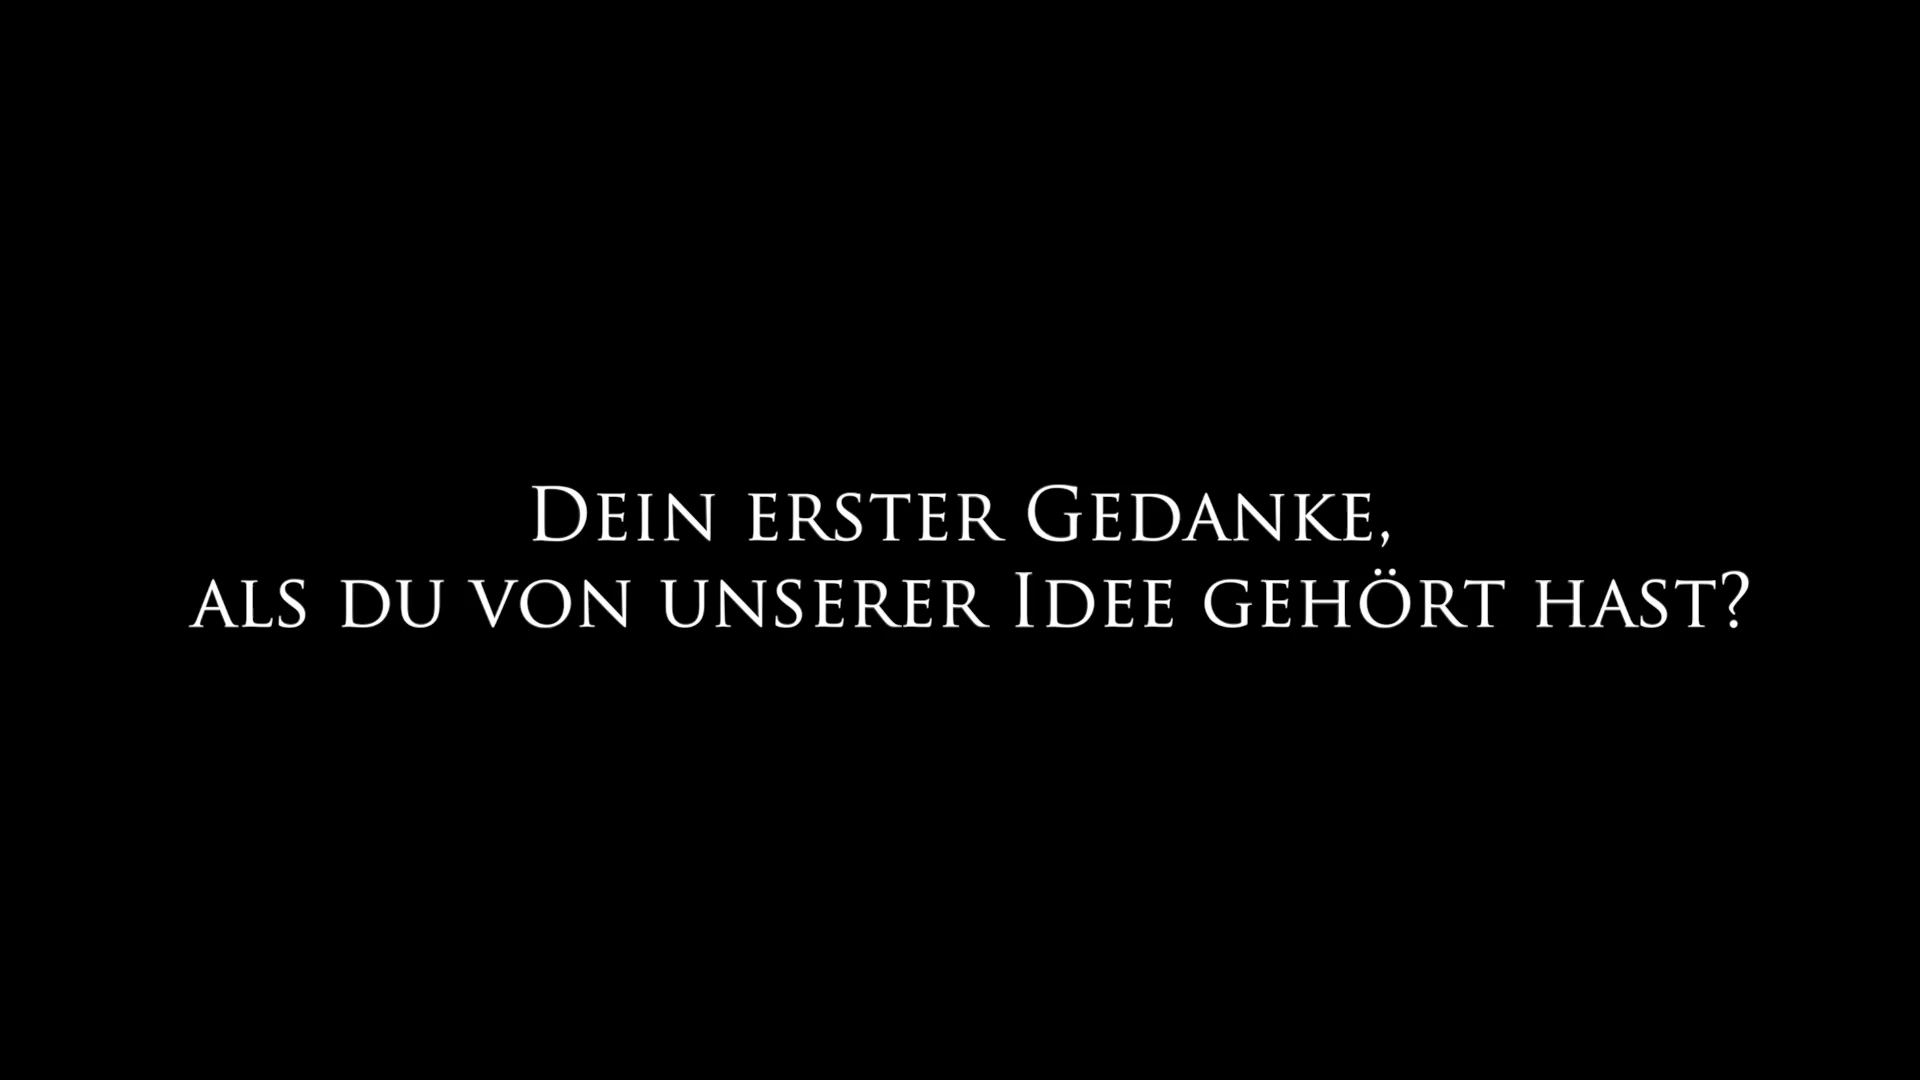 Dein erster Gedanke,
als du von unserer Idee gehört hast?